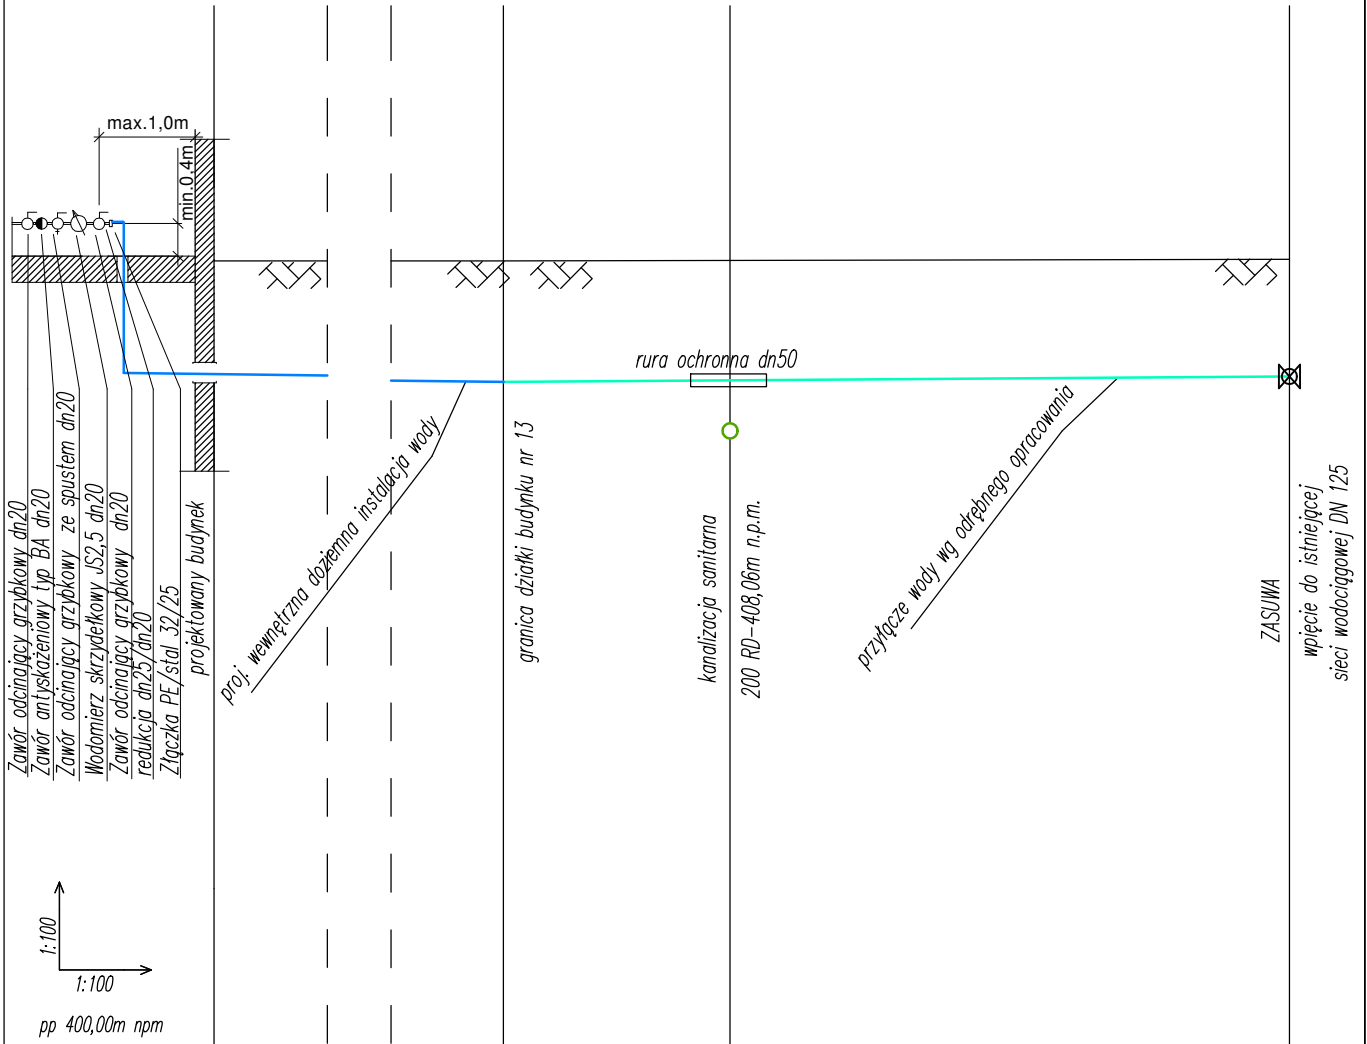 max.1,0m
min.0,4m
rura ochronna dn50
Zawór odcinający grzybkowy dn20
Zawór antyskażeniowy typ BA dn20
Zawór odcinający grzybkowy ze spustem dn20
Wodomierz skrzydełkowy JS2,5 dn20
Zawór odcinający grzybkowy dn20
redukcja dn25/dn20
Złączka PE/stal 32/25
projektowany budynek
proj. wewnętrzna doziemna instalacja wody
granica działki budynku nr 13
kanalizacja sanitarna
200 RD-408,06m n.p.m.
przyłącze wody wg odrębnego opracowania
ZASUWA
wpięcie do istniejącej
sieci wodociągowej DN 125
1:100
1:100
pp 400,00m npm